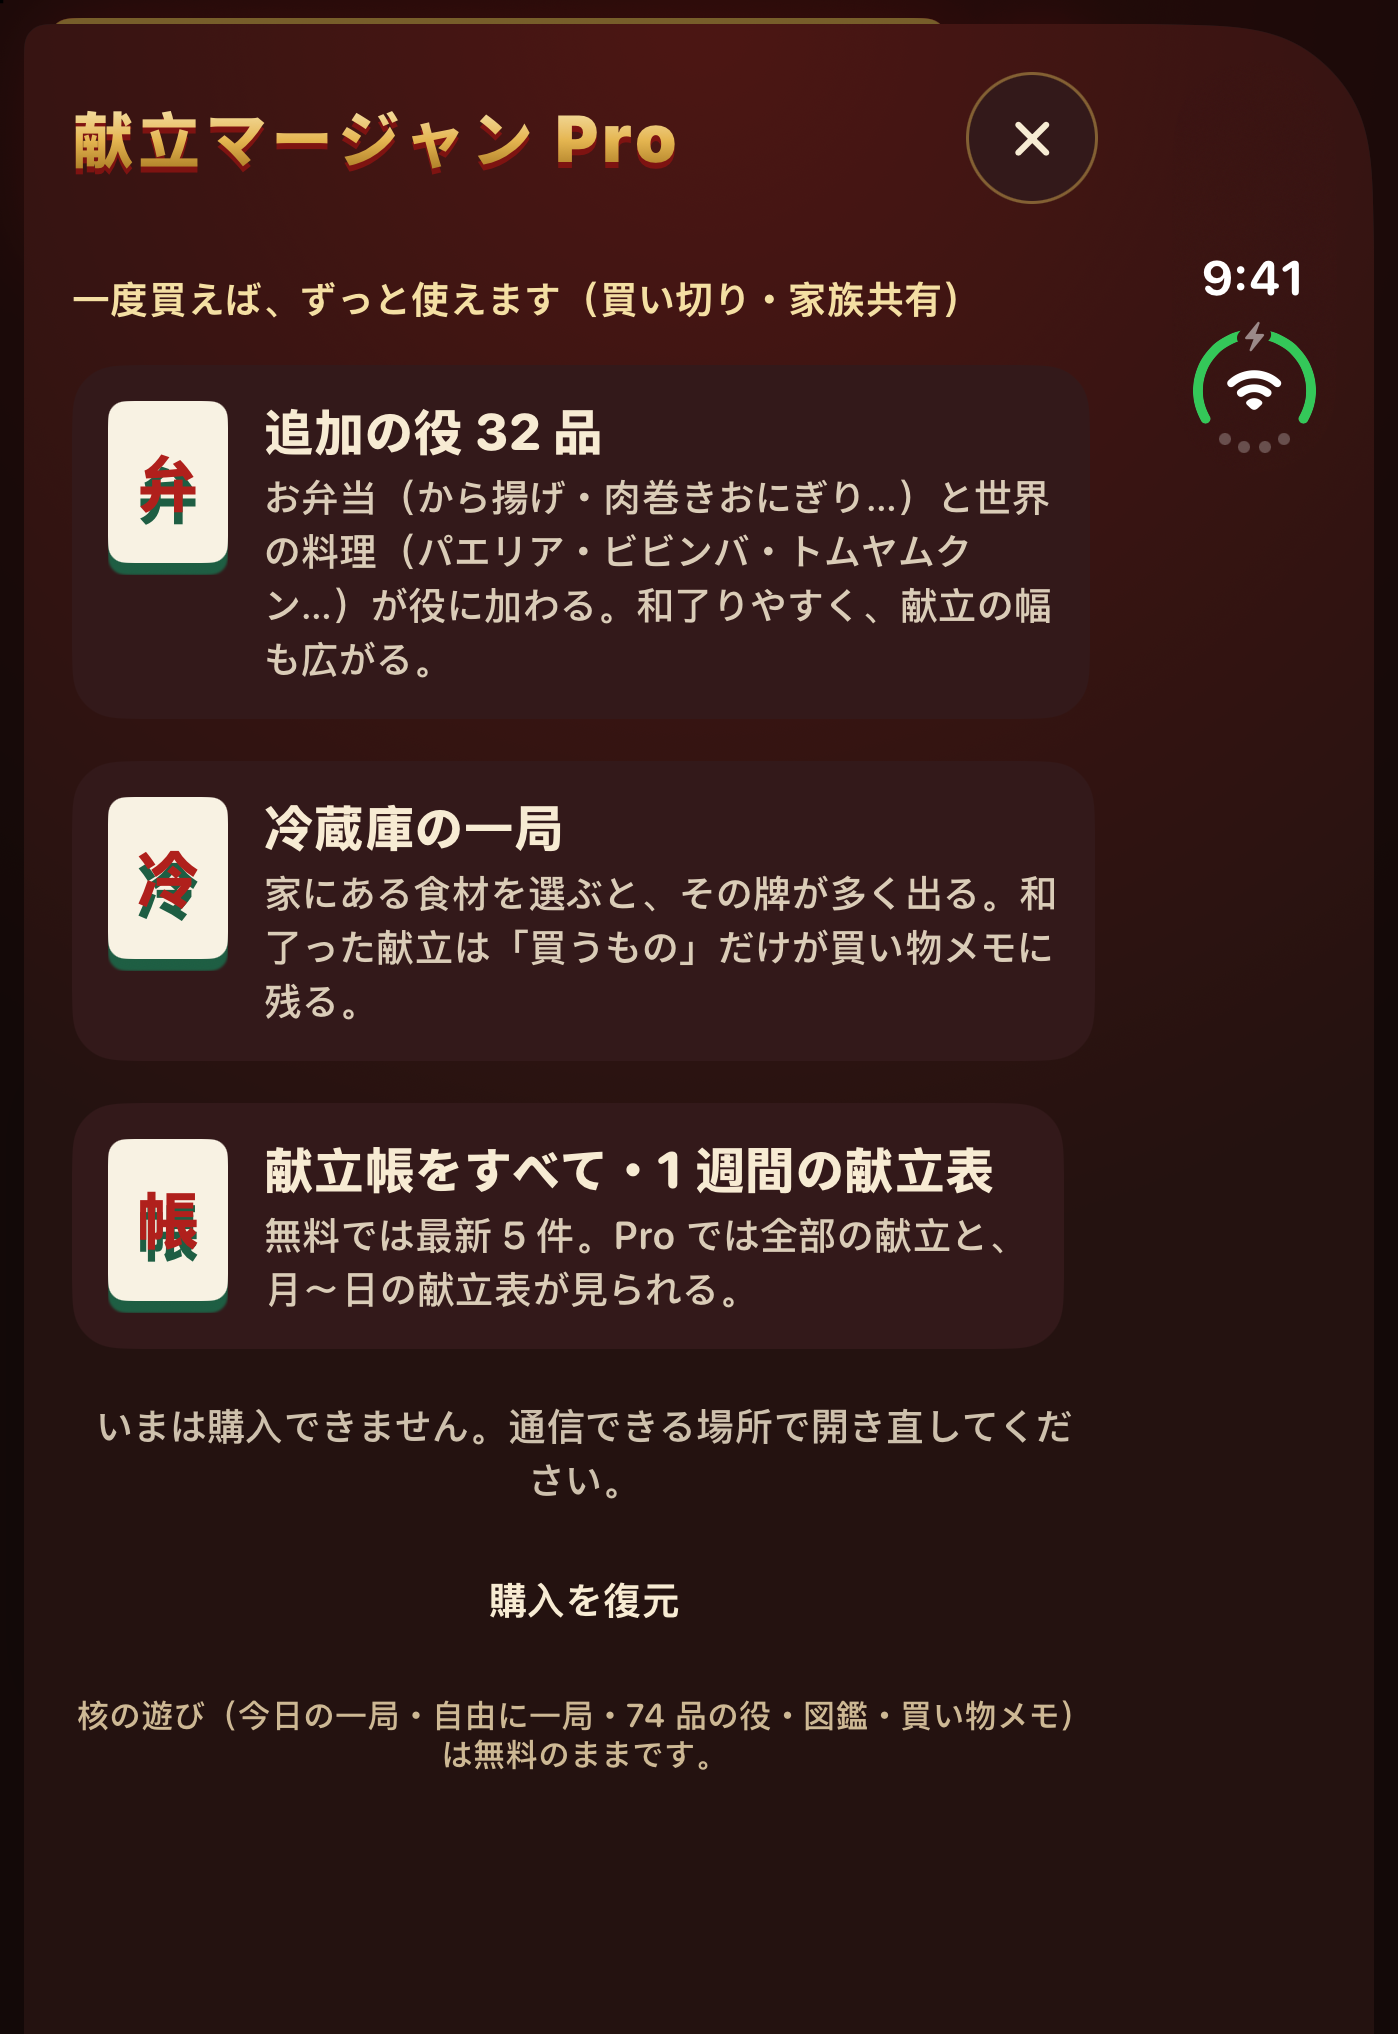 献立マージャン Pro
9:41
一度買えば、ずっと使えます（買い切り・家族共有）
弁
追加の役 32 品
お弁当（から揚げ・肉巻きおにぎり…）と世界
の料理（パエリア・ビビンバ・トムヤムク
ン…）が役に加わる。和了りやすく、献立の幅
も広がる。
冷
冷蔵庫の一局
家にある食材を選ぶと、その牌が多く出る。和
了った献立は「買うもの」だけが買い物メモに
残る。
帳
献立帳をすべて・1 週間の献立表
無料では最新 5 件。Pro では全部の献立と、
月〜日の献立表が見られる。
いまは購入できません。通信できる場所で開き直してくだ
さい。
購入を復元
核の遊び（今日の一局・自由に一局・74 品の役・図鑑・買い物メモ）
は無料のままです。